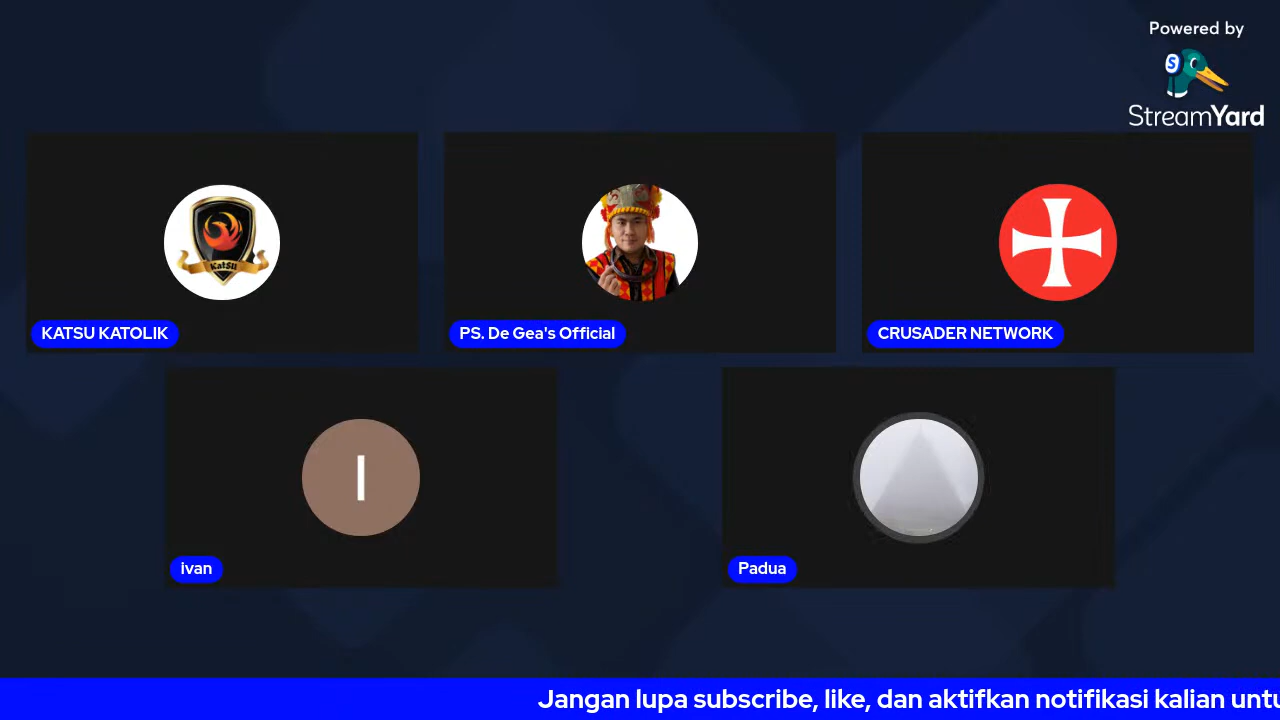 Powered by
StreamYard
KatSu
KATSU KATOLIK
PS. De Gea's Official
CRUSADER NETWORK
I
ivan
Padua
Jangan lupa subscribe, like, dan aktifkan notifikasi kalian